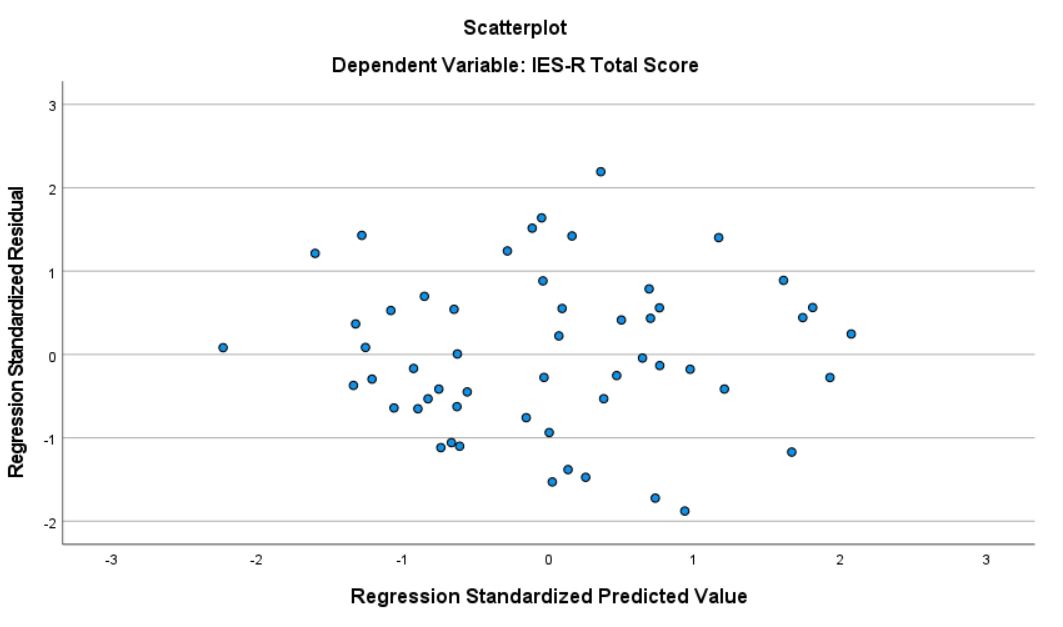 Scatterplot
Dependent Variable: IES-R Total Score
Regression Standardized Residual
3
2
1
0
-1
-2
-3 -2 -1 0 1 2 3
Regression Standardized Predicted Value